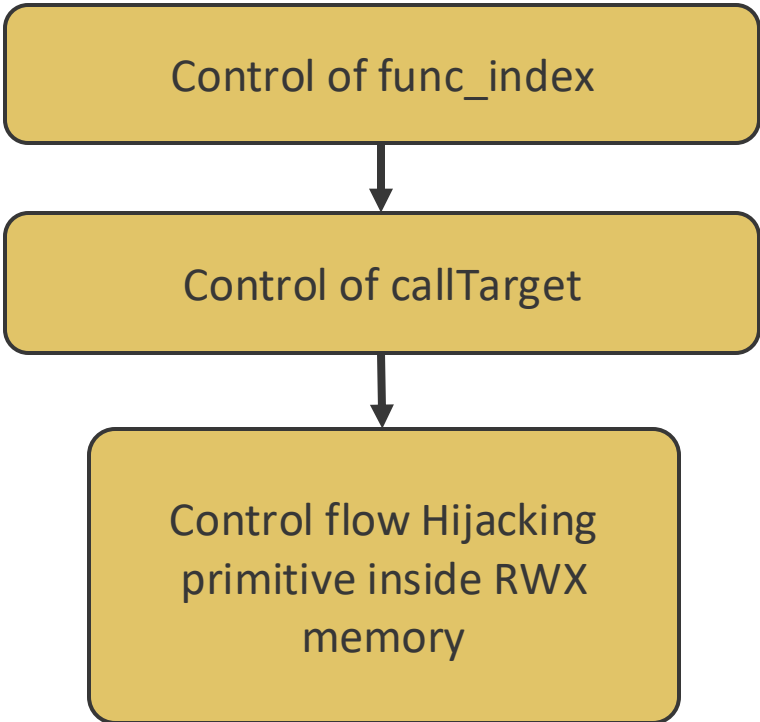 Control of func_index
Control of callTarget
Control flow Hijacking
primitive inside RWX
memory